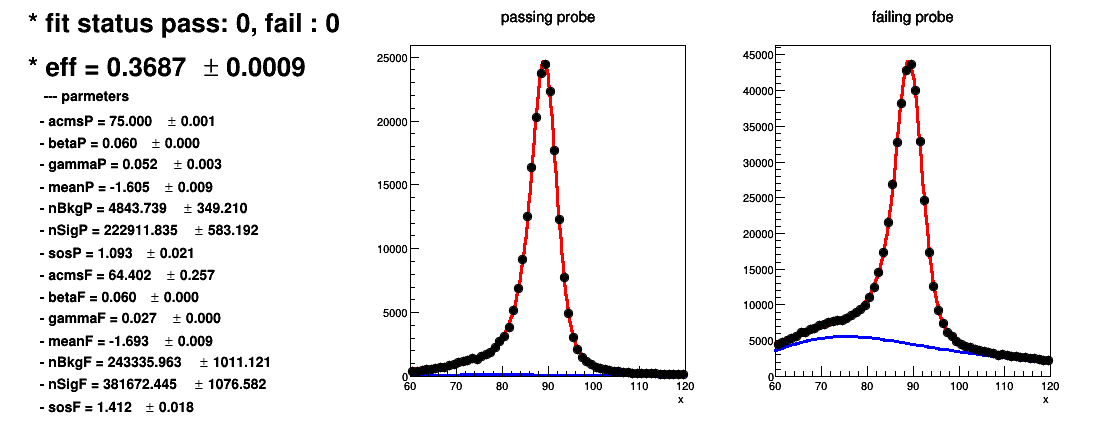 * fit status pass: 0, fail : 0
* eff = 0.3687 ± 0.0009
--- parmeters
- acmsP = 75.000 ± 0.001
- betaP = 0.060 ± 0.000
- gammaP = 0.052 ± 0.003
- meanP = -1.605 ± 0.009
- nBkgP = 4843.739 ± 349.210
- nSigP = 222911.835 ± 583.192
- sosP = 1.093 ± 0.021
- acmsF = 64.402 ± 0.257
- betaF = 0.060 ± 0.000
- gammaF = 0.027 ± 0.000
- meanF = -1.693 ± 0.009
- nBkgF = 243335.963 ± 1011.121
- nSigF = 381672.445 ± 1076.582
- sosF = 1.412 ± 0.018
passing probe
25000
20000
15000
10000
5000
0
60 70 80 90 100 110 120
x
failing probe
45000
40000
35000
30000
25000
20000
15000
10000
5000
0
60 70 80 90 100 110 120
x